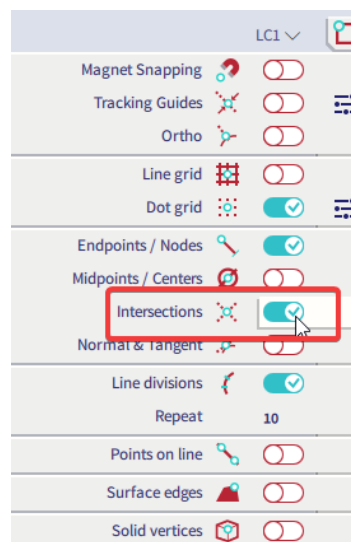 LC1
Magnet Snapping
Tracking Guides
Ortho
Line grid
Dot grid
Endpoints / Nodes
Midpoints / Centers
Intersections
Normal & Tangent
Line divisions
Repeat 10
Points on line
Surface edges
Solid vertices